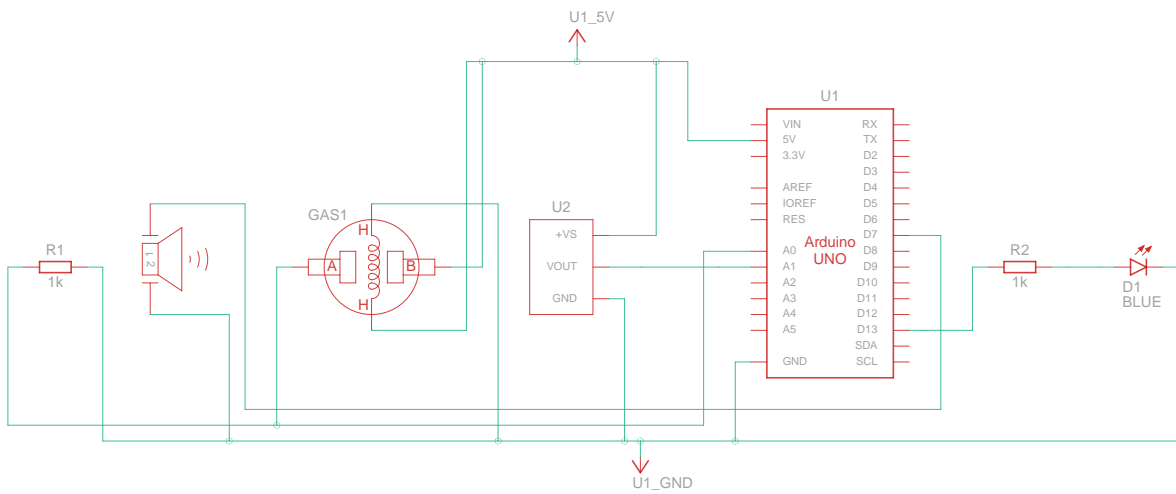 U1_5V
U1
VIN
5V
3.3V
AREF
IOREF
RES
A0
A1
A2
A3
A4
A5
GND
RX
TX
D2
D3
D4
D5
D6
D7
D8
D9
D10
D11
D12
D13
SDA
SCL
Arduino
UNO
GAS1
H
A
B
H
U2
+VS
VOUT
GND
R1
1k
1
2
R2
1k
D1
BLUE
U1_GND